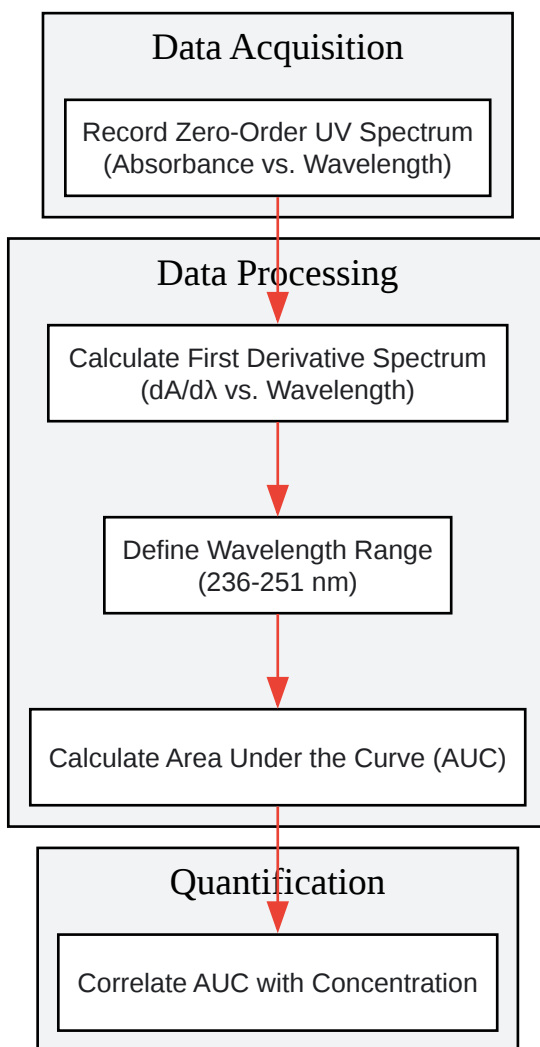 Data Acquisition
Record Zero-Order UV Spectrum
(Absorbance vs. Wavelength)
Data Processing
Calculate First Derivative Spectrum
(dA/dλ vs. Wavelength)
Define Wavelength Range
(236-251 nm)
Calculate Area Under the Curve (AUC)
Quantification
Correlate AUC with Concentration